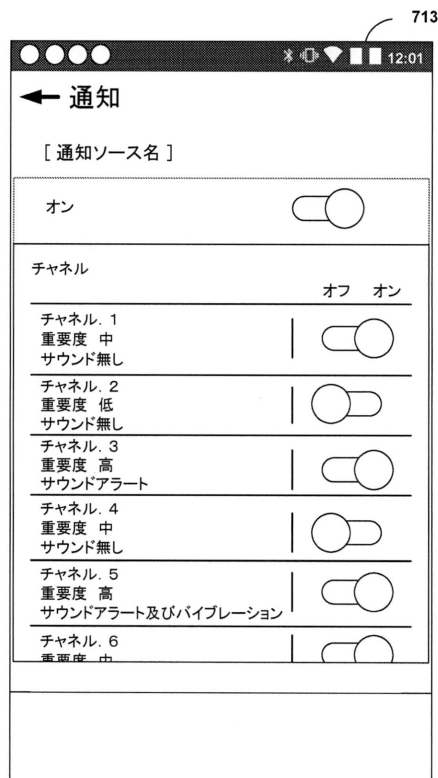 713
12:01
通知
[ 通知ソース名 ]
オン
チャネル
オフ オン
チャネル. 1
重要度 中
サウンド無し
チャネル. 2
重要度 低
サウンド無し
チャネル. 3
重要度 高
サウンドアラート
チャネル. 4
重要度 中
サウンド無し
チャネル. 5
重要度 高
サウンドアラート及びバイブレーション
チャネル. 6
重要度 中